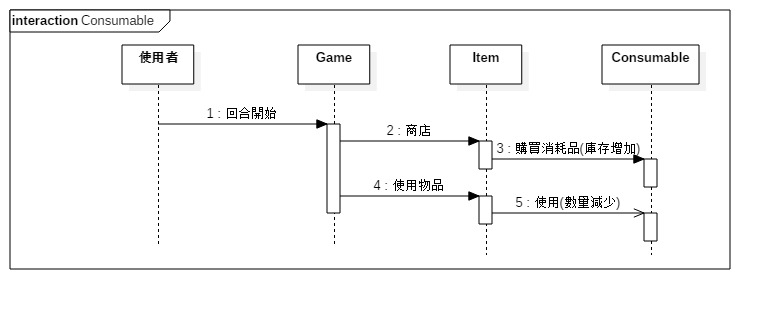 interaction Consumable
使用者
Game
Item
Consumable
1 : 回合開始
2 : 商店
3 : 購買消耗品(庫存增加)
4 : 使用物品
5 : 使用(數量減少)